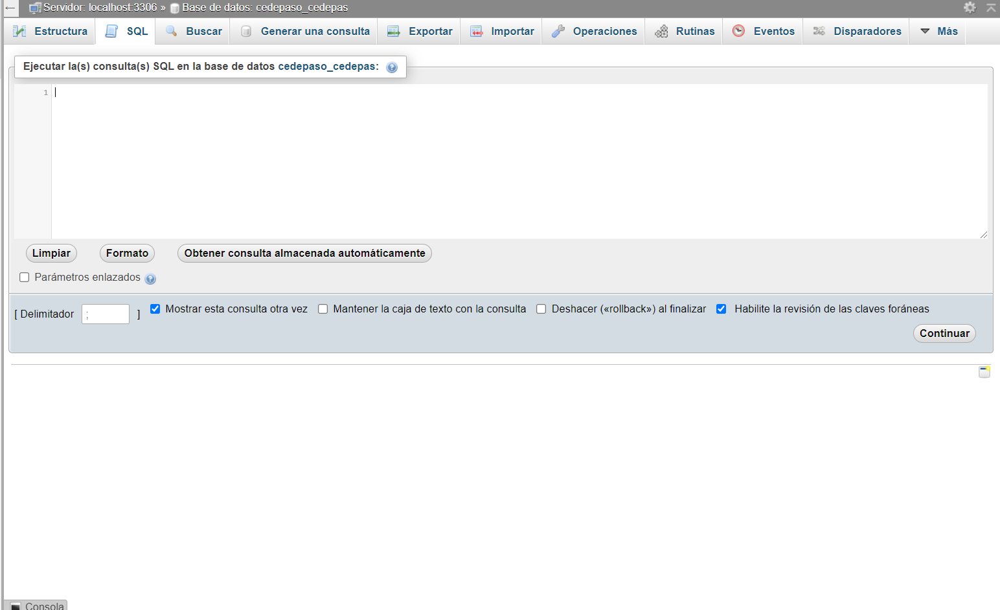 Servidor: localhost:3306 » Base de datos: cedepaso_cedepas
Estructura SQL Buscar Generar una consulta Exportar Importar Operaciones Rutinas Eventos Disparadores Más
Ejecutar la(s) consulta(s) SQL en la base de datos cedepaso_cedepas:
1
Limpiar Formato Obtener consulta almacenada automáticamente
Parámetros enlazados
[ Delimitador ; ] Mostrar esta consulta otra vez Mantener la caja de texto con la consulta Deshacer («rollback») al finalizar Habilite la revisión de las claves foráneas
Continuar
Consola